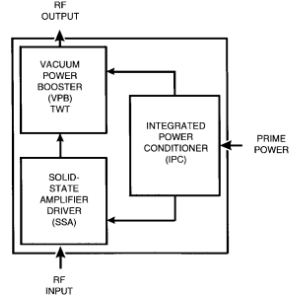 RF
OUTPUT
VACUUM
POWER
BOOSTER
(VPB)
TWT
INTEGRATED
POWER
CONDITIONER
(IPC)
PRIME
POWER
SOLID-
STATE
AMPLIFIER
DRIVER
(SSA)
RF
INPUT